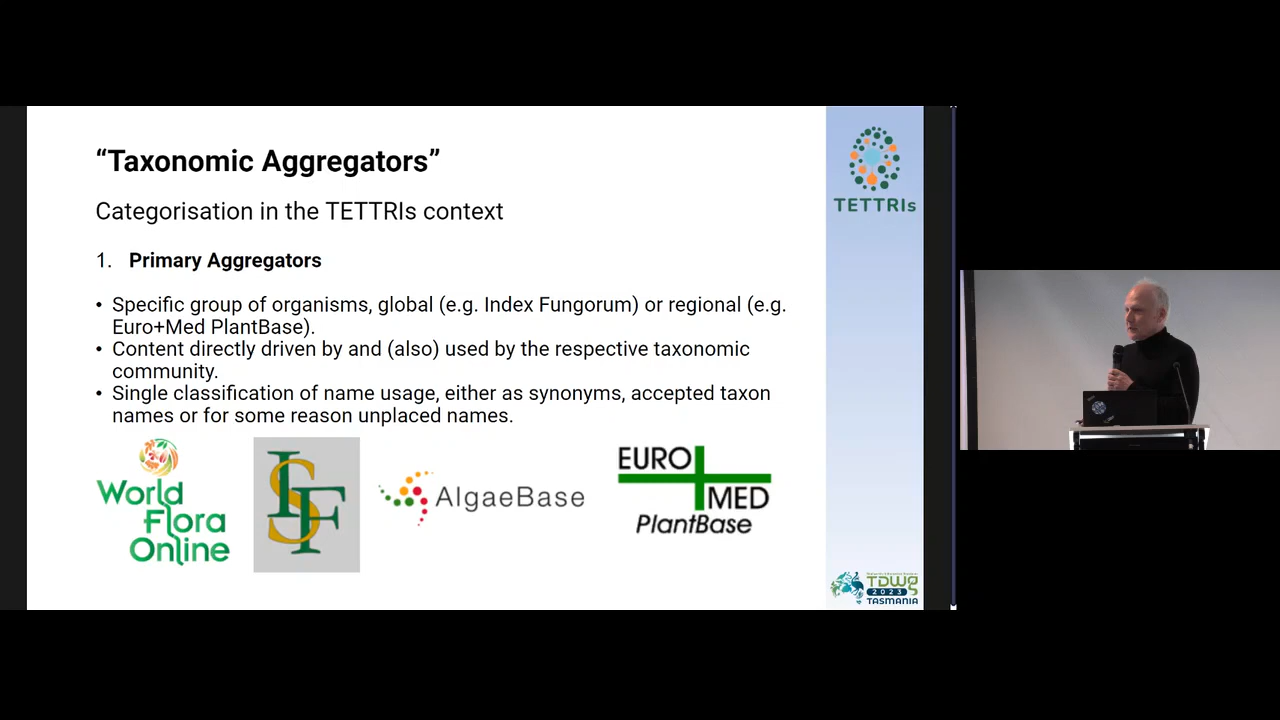 “Taxonomic Aggregators”
Categorisation in the TETTRIs context
1. Primary Aggregators
• Specific group of organisms, global (e.g. Index Fungorum) or regional (e.g.
Euro+Med PlantBase).
• Content directly driven by and (also) used by the respective taxonomic
community.
• Single classification of name usage, either as synonyms, accepted taxon
names or for some reason unplaced names.
World
Flora
Online
ISF
AlgaeBase
EURO
MED
PlantBase
TETTRIs
TDWG
2023
TASMANIA